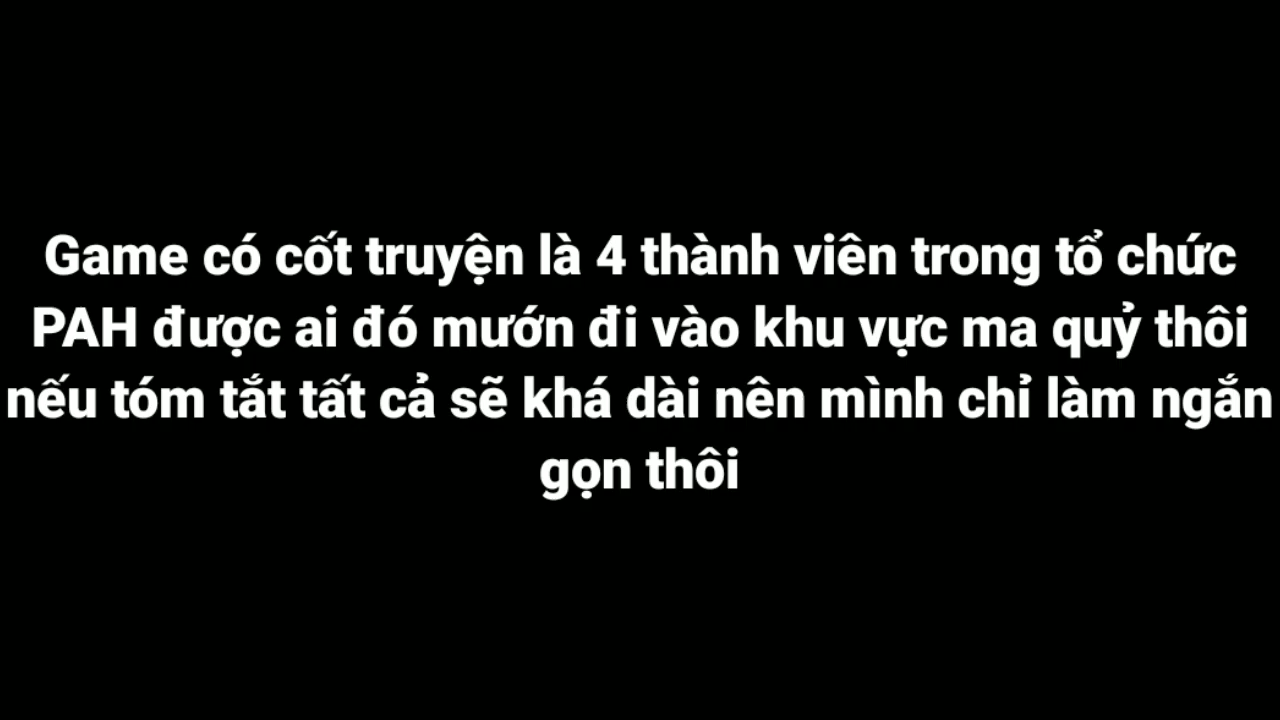 Game có cốt truyện là 4 thành viên trong tổ chức
PAH được ai đó mướn đi vào khu vực ma quỷ thôi
nếu tóm tắt tất cả sẽ khá dài nên mình chỉ làm ngắn
gọn thôi